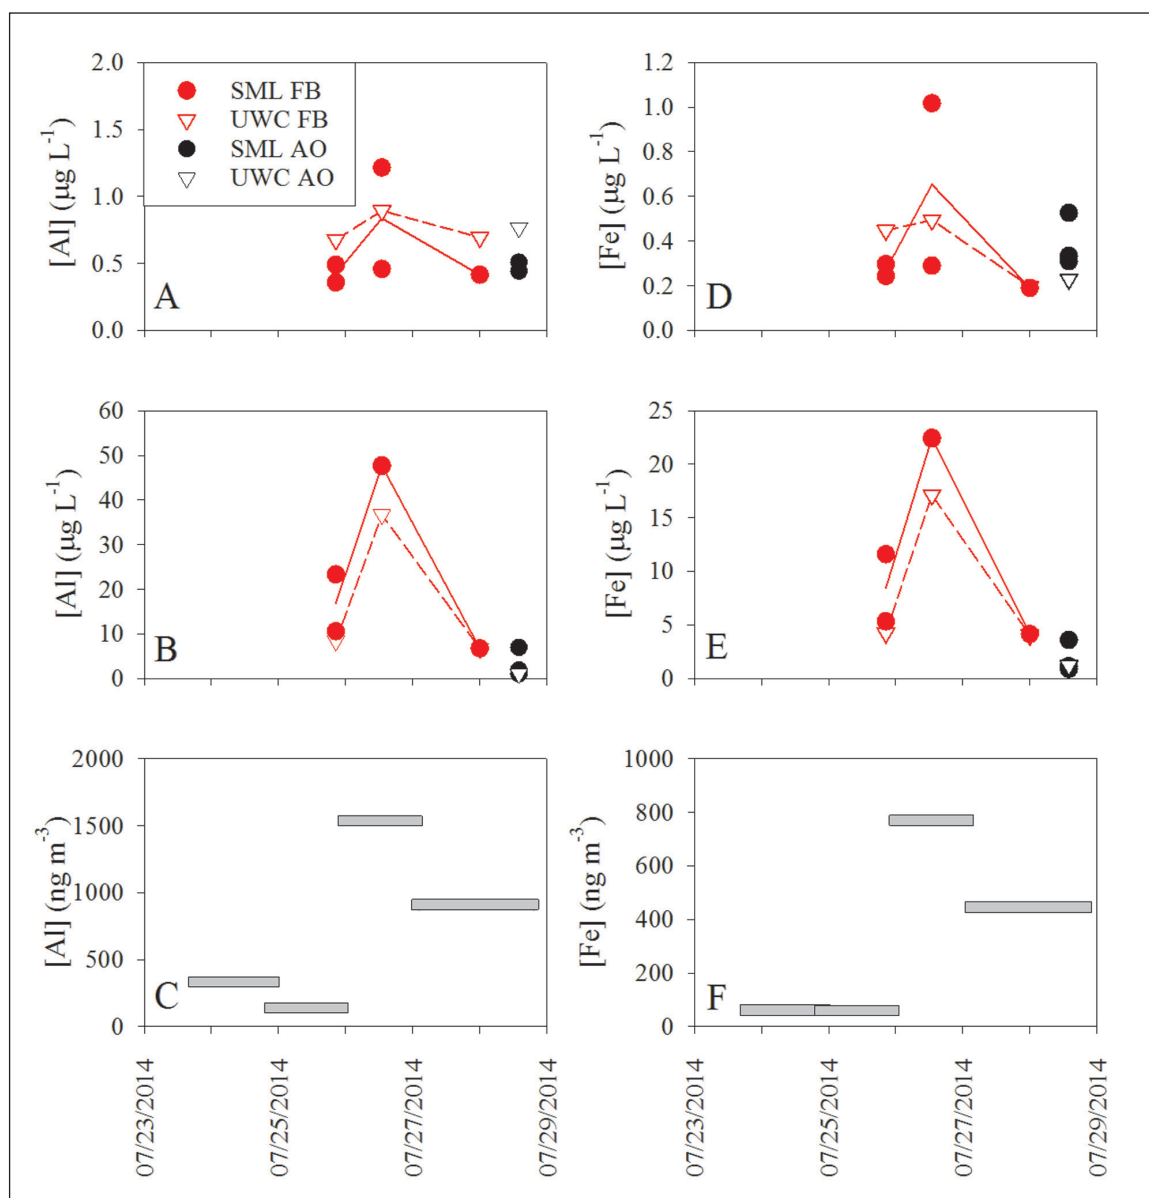 [Al] (μg L-1)
2.0
1.5
1.0
0.5
0.0
SML FB
UWC FB
SML AO
UWC AO
A
[Fe] (μg L-1)
1.2
1.0
0.8
0.6
0.4
0.2
0.0
D
[Al] (μg L-1)
60
50
40
30
20
10
0
B
[Fe] (μg L-1)
25
20
15
10
5
0
E
[Al] (ng m-3)
2000
1500
1000
500
0
C
07/23/2014
07/25/2014
07/27/2014
07/29/2014
[Fe] (ng m-3)
1000
800
600
400
200
0
F
07/23/2014
07/25/2014
07/27/2014
07/29/2014